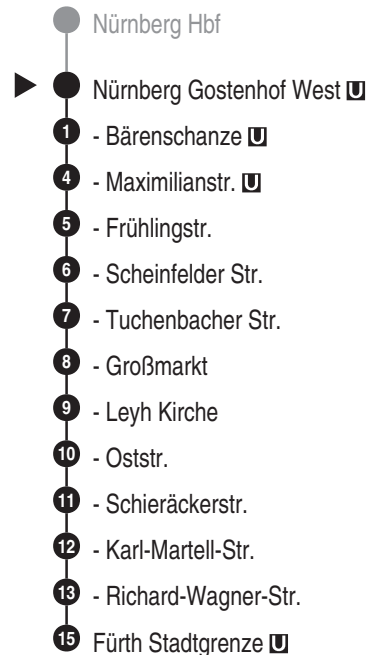 Nürnberg Hbf
Nürnberg Gostenhof West U
1 - Bärenschanze U
4 - Maximilianstr. U
5 - Frühlingstr.
6 - Scheinfelder Str.
7 - Tuchenbacher Str.
8 - Großmarkt
9 - Leyh Kirche
10 - Oststr.
11 - Schieräckerstr.
12 - Karl-Martell-Str.
13 - Richard-Wagner-Str.
15 Fürth Stadtgrenze U